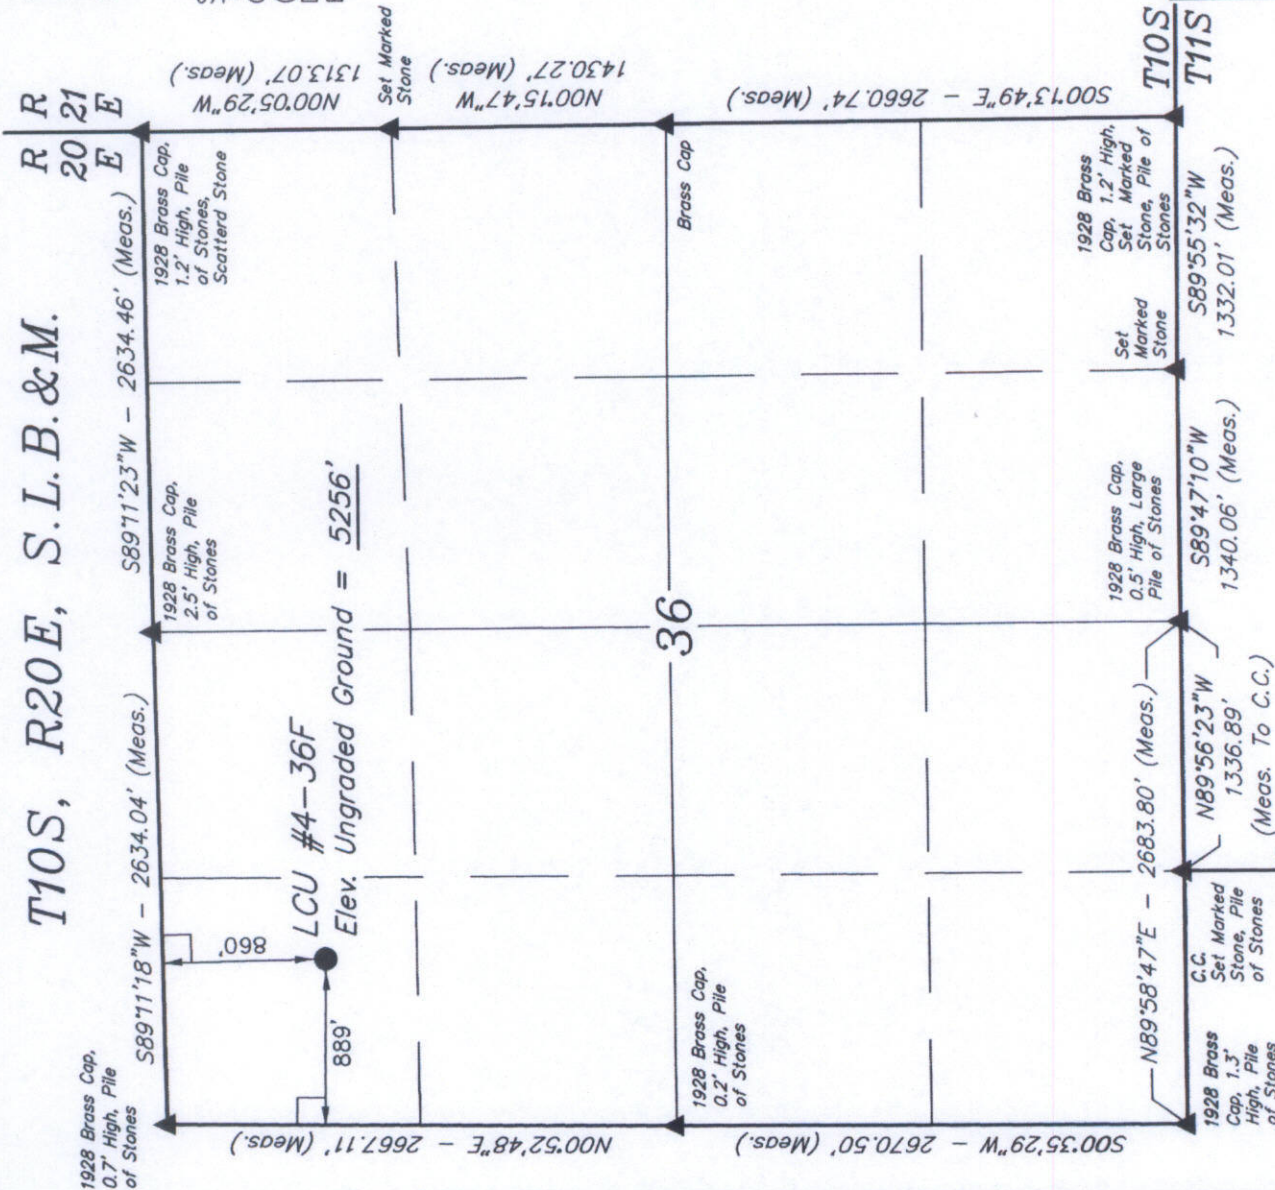 T10S, R20E, S.L.B.&M.
R R
20 21
E E
1928 Brass Cap,
0.7' High, Pile
of Stones
S89°11'18"W - 2634.04' (Meas.)
S89°11'23"W - 2634.46' (Meas.)
1928 Brass Cap,
2.5' High, Pile
of Stones
1928 Brass Cap,
1.2' High, Pile
of Stones,
Scatterd Stone
N00°05'29"W
1313.07' (Meas.)
Set Marked
Stone
N00°15'47"W
1430.27' (Meas.)
860'
889'
LCU #4-36F
Elev. Ungraded Ground = 5256'
N00°52'48"E - 2667.11' (Meas.)
36
Brass Cap
1928 Brass Cap,
0.2' High, Pile
of Stones
S00°35'29"W - 2670.50' (Meas.)
S00°13'49"E - 2660.74' (Meas.)
N89°58'47"E - 2683.80' (Meas.)
1928 Brass Cap,
0.5' High, Large
Pile of Stones
Set
Marked
Stone
1928 Brass
Cap, 1.2' High,
Set Marked
Stone, Pile of
Stones
T10S
T11S
1928 Brass
Cap, 1.3'
High, Pile
of Stones
C.C.
Set Marked
Stone, Pile
of Stones
N89°56'23"W
1336.89'
(Meas. To C.C.)
S89°47'10"W
1340.06' (Meas.)
S89°55'32"W
1332.01' (Meas.)